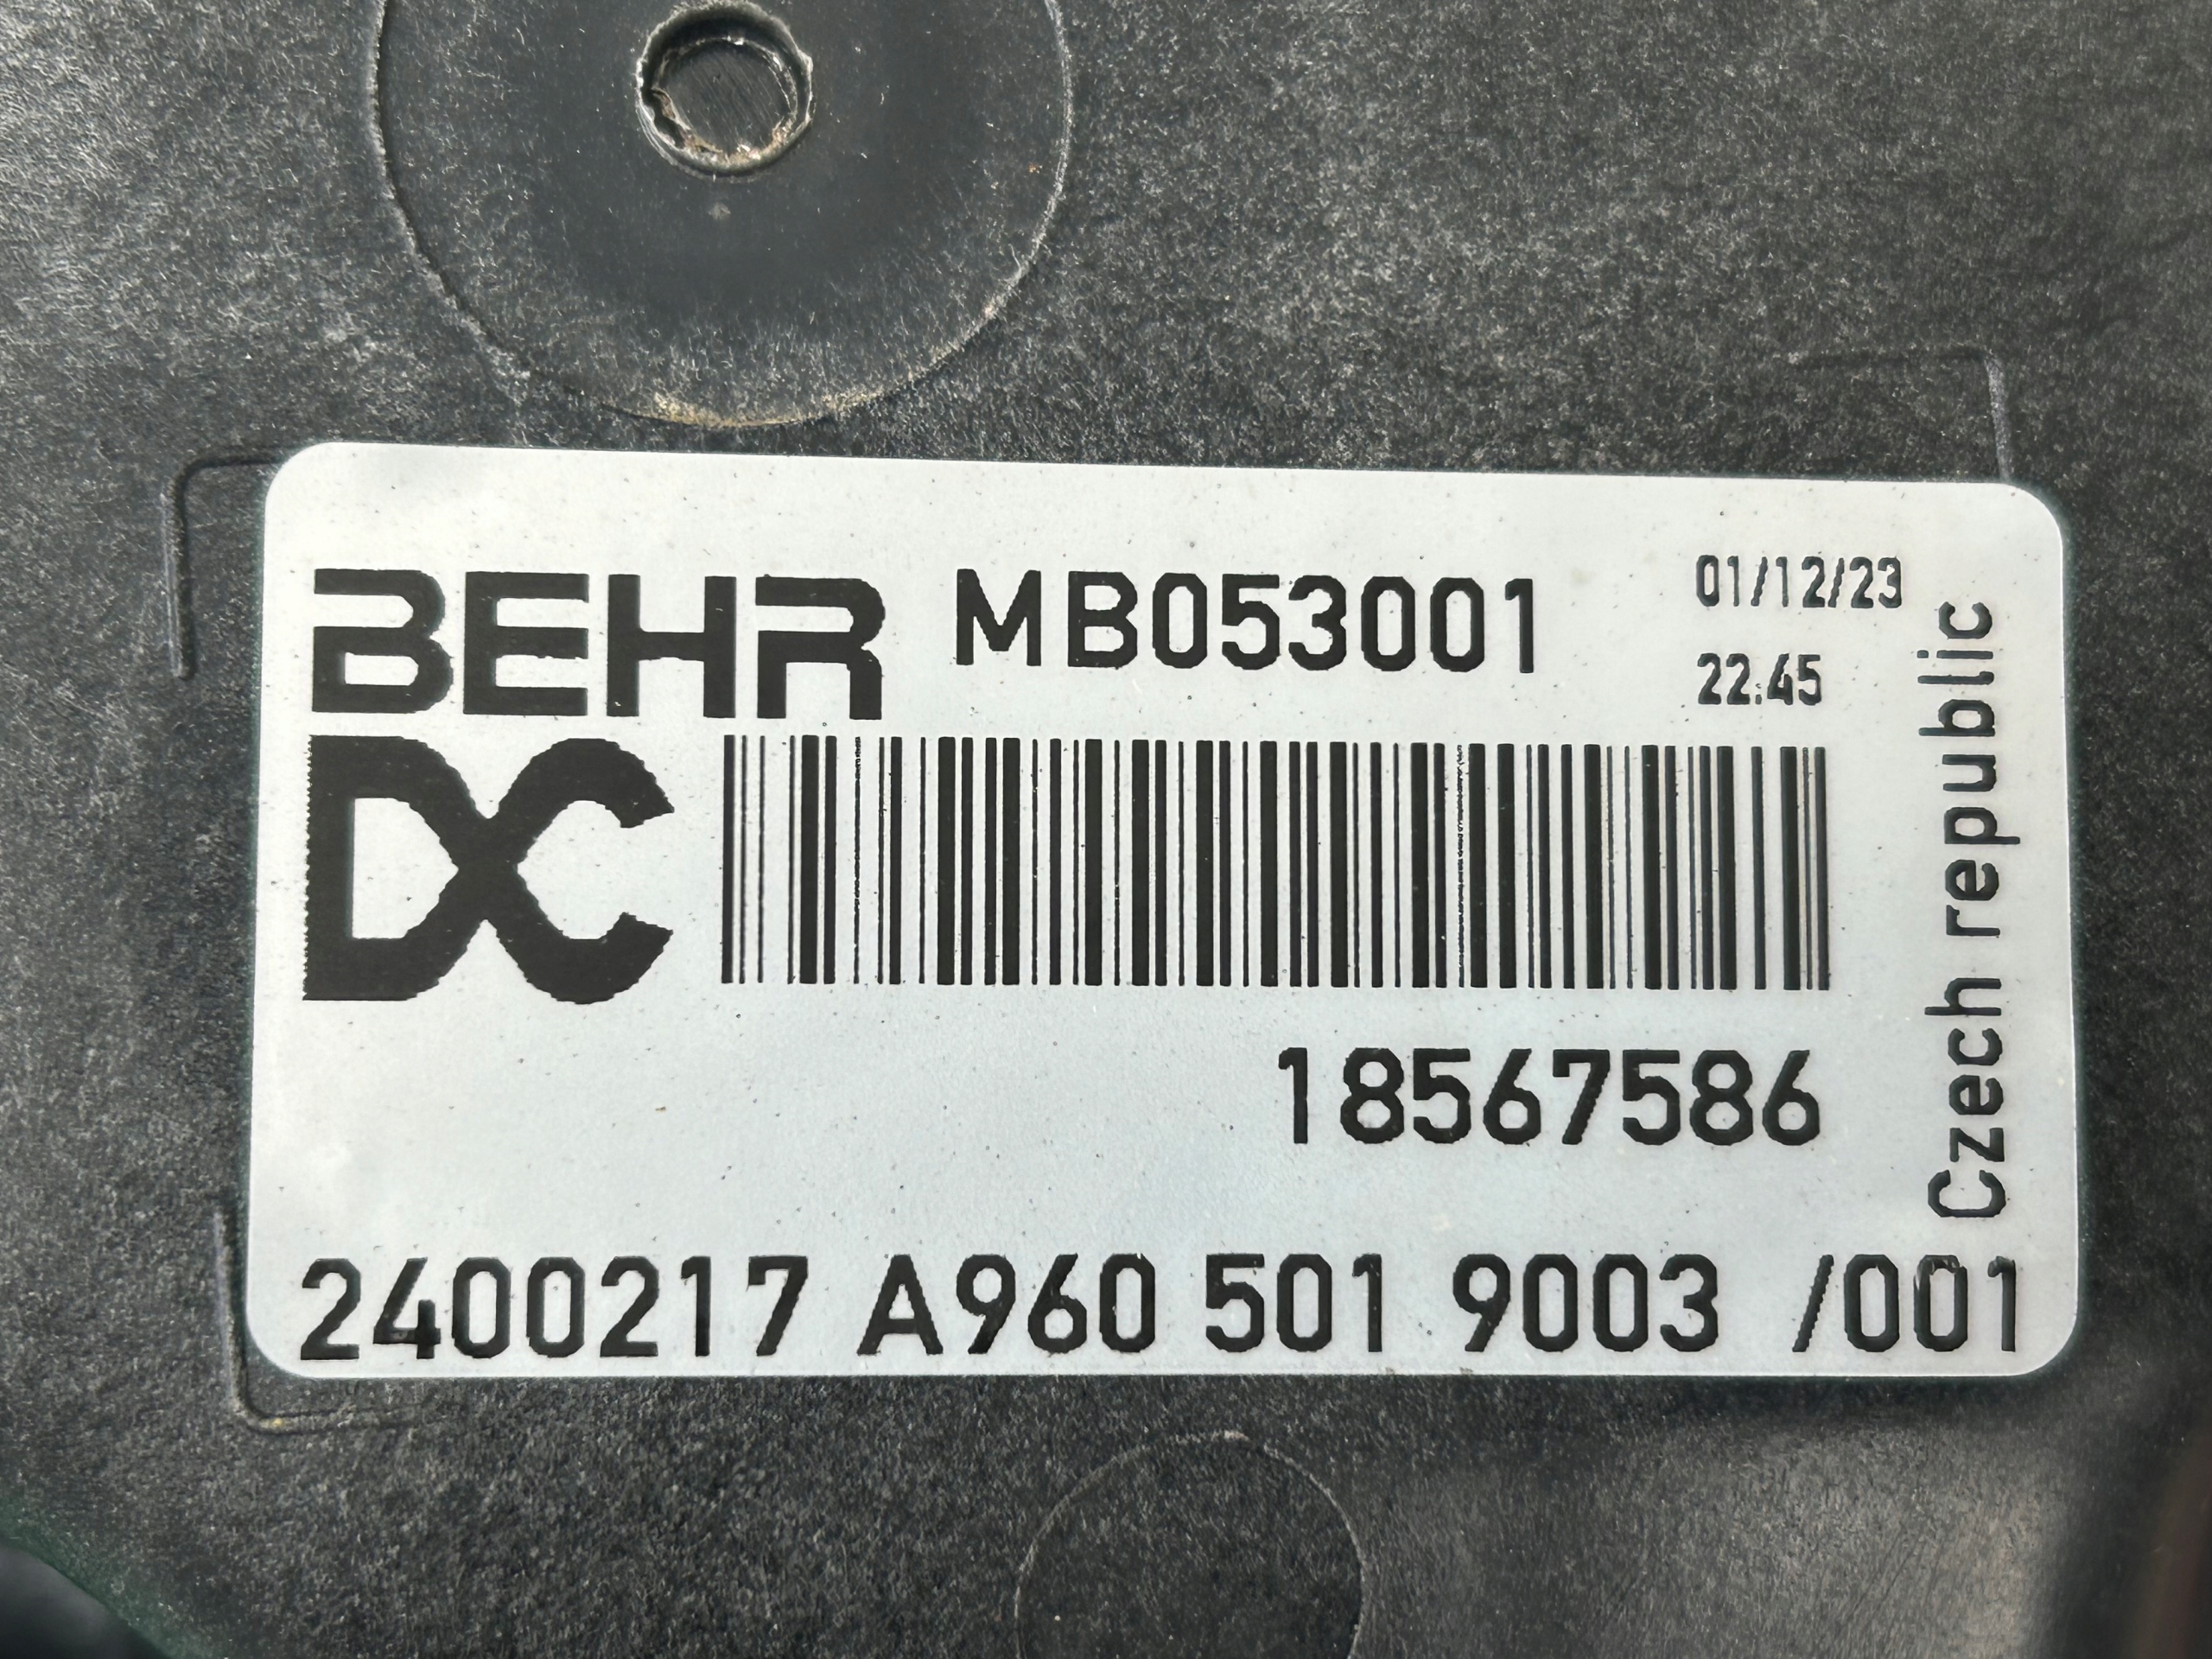 BEHR MB053001 01/12/23
22:45
DC
18567586
2400217 A960 501 9003 /001
Czech republic